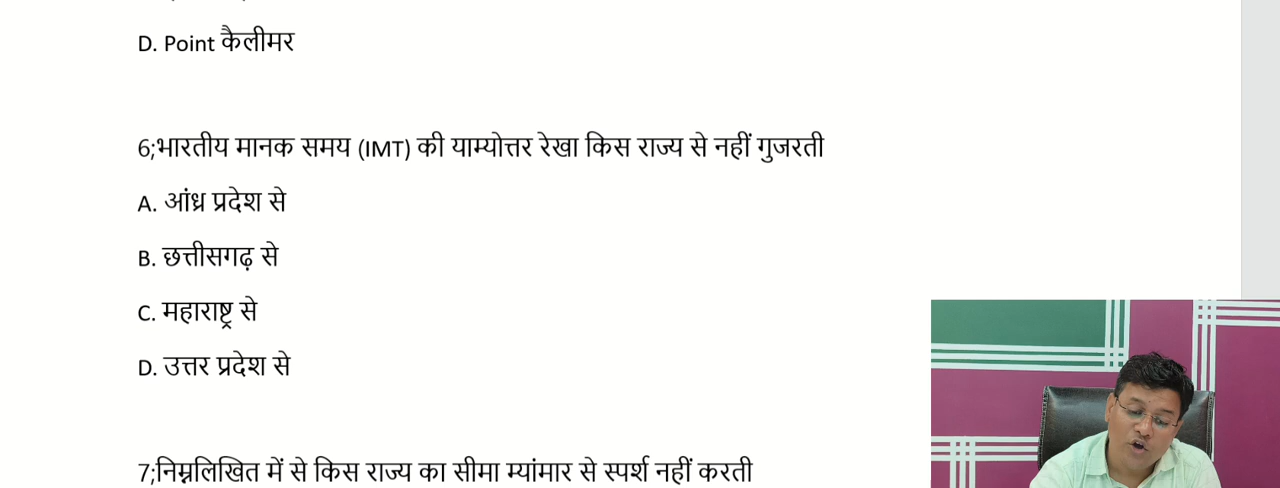 D. Point कैलीमर
6;भारतीय मानक समय (IMT) की याम्योत्तर रेखा किस राज्य से नहीं गुजरती
A. आंध्र प्रदेश से
B. छत्तीसगढ़ से
C. महाराष्ट्र से
D. उत्तर प्रदेश से
7;निम्नलिखित में से किस राज्य का सीमा म्यांमार से स्पर्श नहीं करती